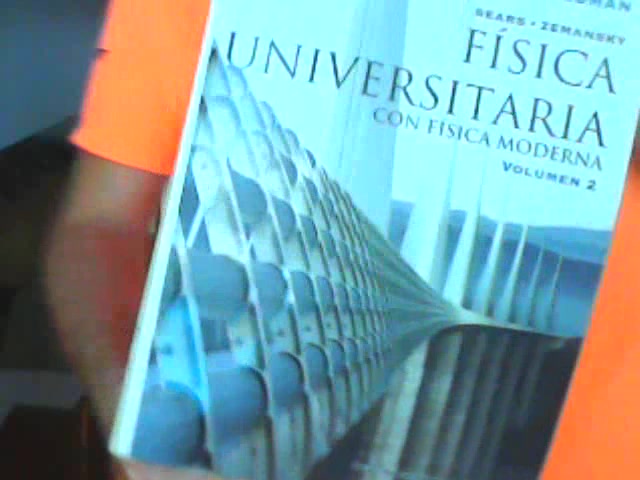 SEARS • ZEMANSKY
FÍSICA
UNIVERSITARIA
CON FÍSICA MODERNA
VOLUMEN 2